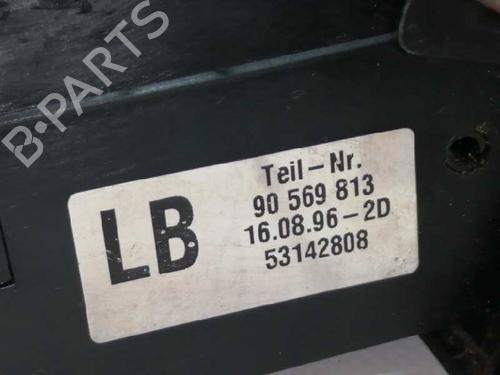 B-PARTS
LB
Teil-Nr.
90 569 813
16.08.96-2D
53142808